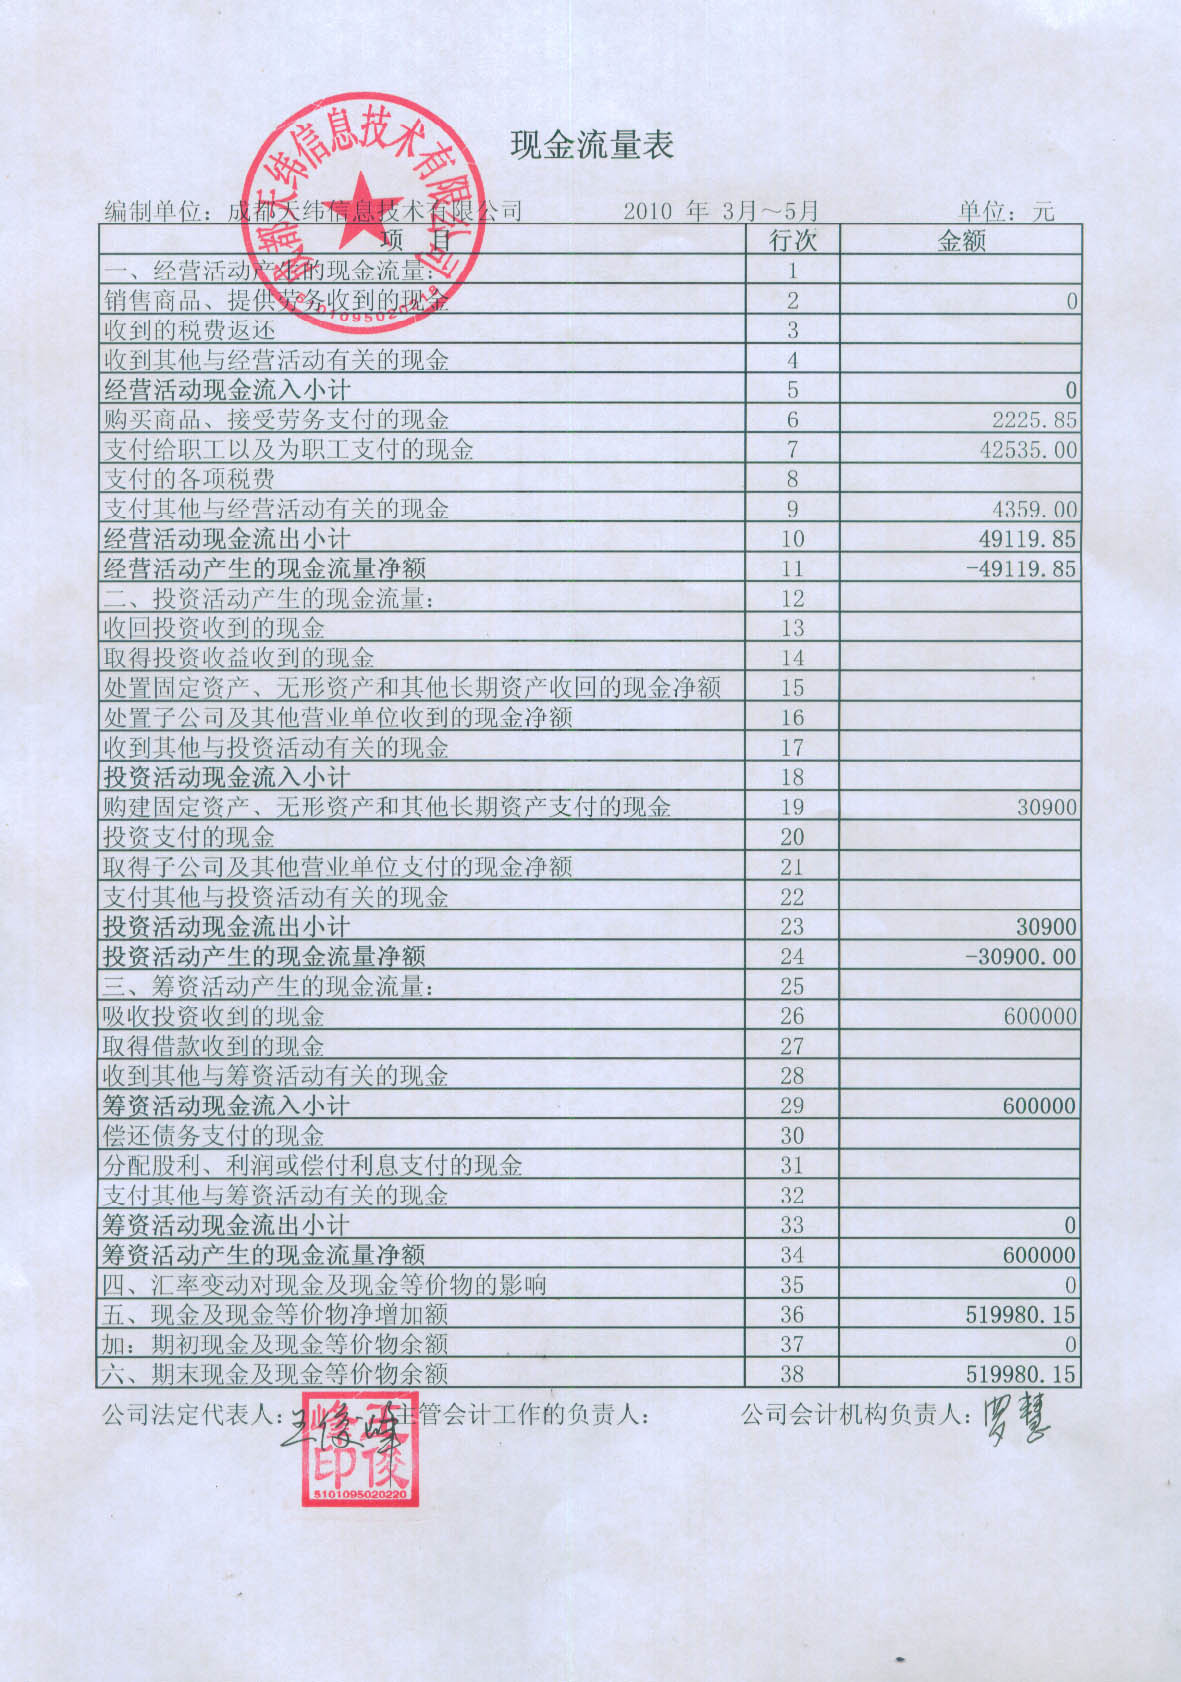 现金流量表
成都天纬信息技术有限公司
编制单位：成都天纬信息技术有限公司 2010 年 3月～5月 单位：元
项 目 行次 金额
一、经营活动产生的现金流量： 1
销售商品、提供劳务收到的现金 2 0
收到的税费返还 3
收到其他与经营活动有关的现金 4
经营活动现金流入小计 5 0
购买商品、接受劳务支付的现金 6 2225.85
支付给职工以及为职工支付的现金 7 42535.00
支付的各项税费 8
支付其他与经营活动有关的现金 9 4359.00
经营活动现金流出小计 10 49119.85
经营活动产生的现金流量净额 11 -49119.85
二、投资活动产生的现金流量： 12
收回投资收到的现金 13
取得投资收益收到的现金 14
处置固定资产、无形资产和其他长期资产收回的现金净额 15
处置子公司及其他营业单位收到的现金净额 16
收到其他与投资活动有关的现金 17
投资活动现金流入小计 18
购建固定资产、无形资产和其他长期资产支付的现金 19 30900
投资支付的现金 20
取得子公司及其他营业单位支付的现金净额 21
支付其他与投资活动有关的现金 22
投资活动现金流出小计 23 30900
投资活动产生的现金流量净额 24 -30900.00
三、筹资活动产生的现金流量： 25
吸收投资收到的现金 26 600000
取得借款收到的现金 27
收到其他与筹资活动有关的现金 28
筹资活动现金流入小计 29 600000
偿还债务支付的现金 30
分配股利、利润或偿付利息支付的现金 31
支付其他与筹资活动有关的现金 32
筹资活动现金流出小计 33 0
筹资活动产生的现金流量净额 34 600000
四、汇率变动对现金及现金等价物的影响 35 0
五、现金及现金等价物净增加额 36 519980.15
加：期初现金及现金等价物余额 37 0
六、期末现金及现金等价物余额 38 519980.15
公司法定代表人：王俊峰 主管会计工作的负责人： 公司会计机构负责人：罗慧
王俊峰印
5101095020220